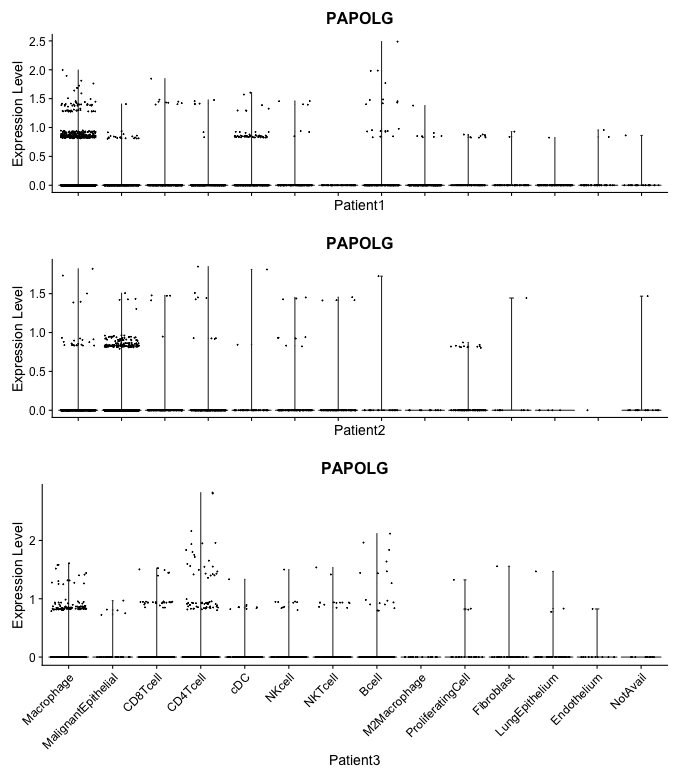 PAPOLG
Expression Level
2.5
2.0
1.5
1.0
0.5
0.0
Patient1
PAPOLG
Expression Level
1.5
1.0
0.5
0.0
Patient2
PAPOLG
Expression Level
2
1
0
Macrophage
MalignantEpithelial
CD8Tcell
CD4Tcell
cDC
NKcell
NKTcell
Bcell
M2Macrophage
ProliferatingCell
Fibroblast
LungEpithelium
Endothelium
NotAvail
Patient3